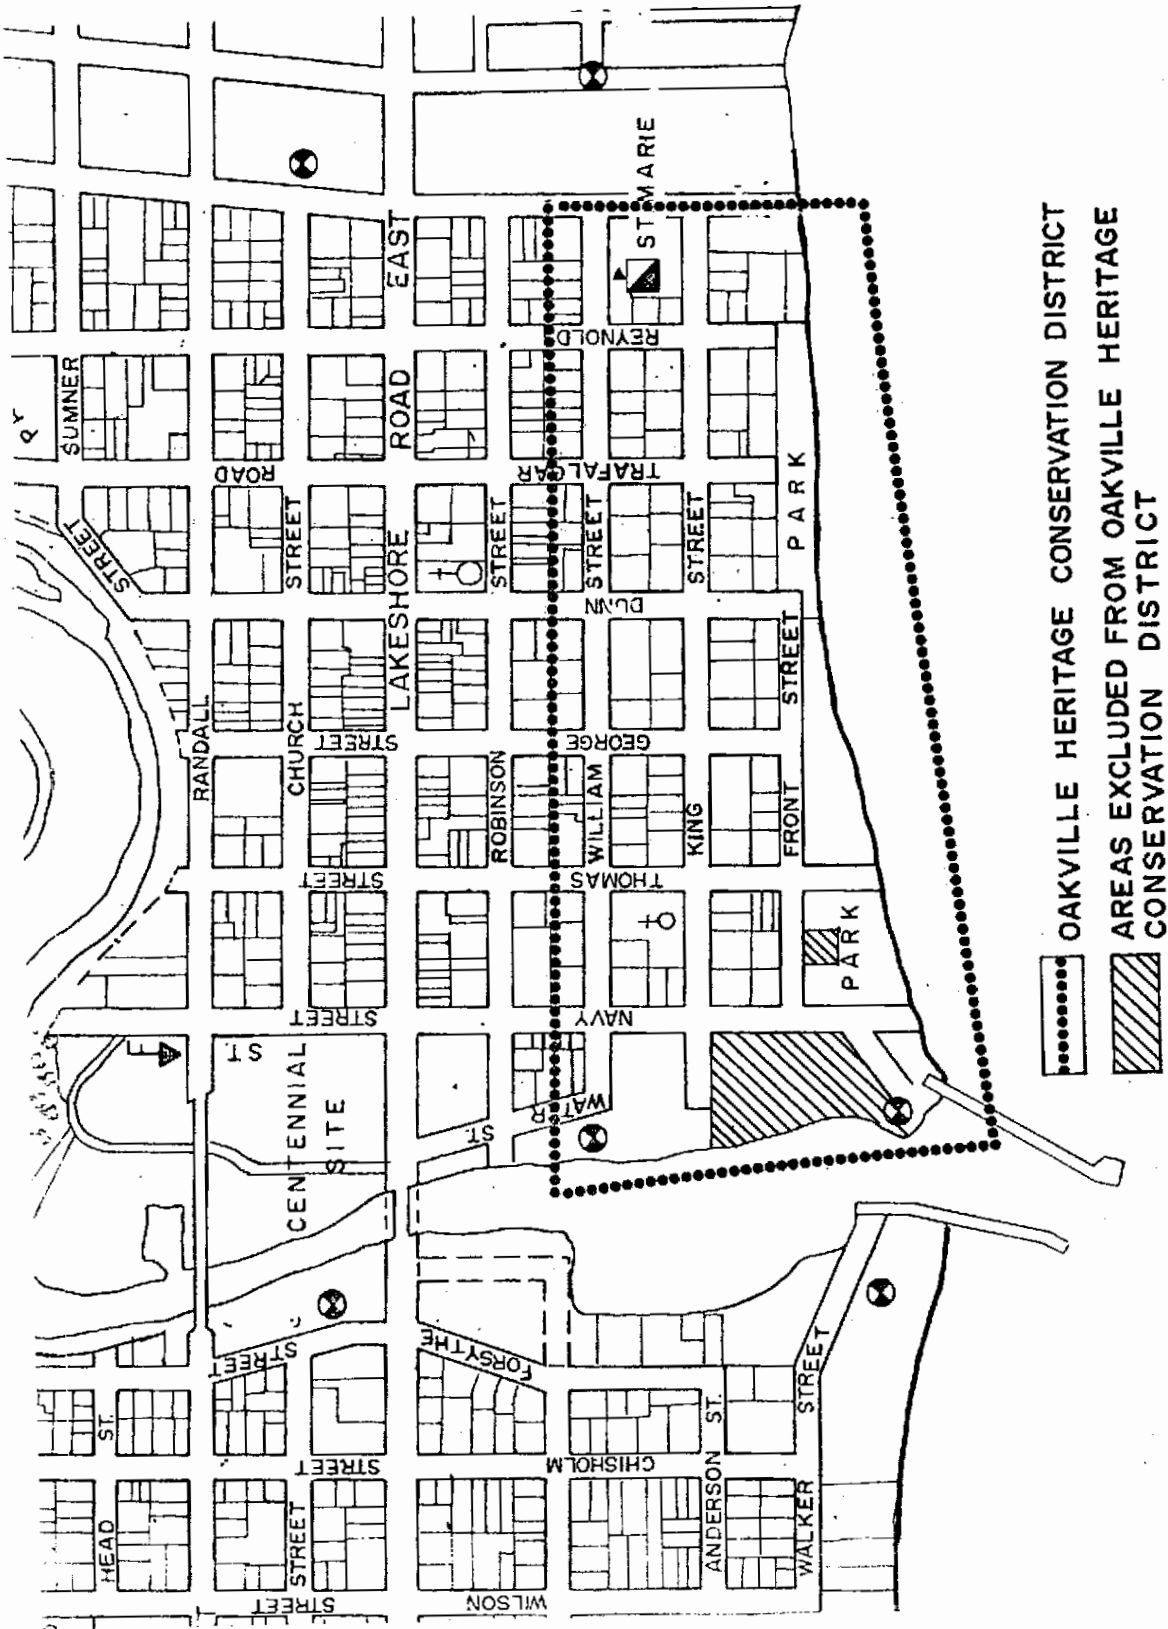 SUMNER
STREET
ROAD
RANDALL
ST.
CHURCH
STREET
STREET
STREET
STREET
CENTENNIAL
SITE
EAST
ROAD
LAKESHORE
ROBINSON
STREET
ST.
WATER
ST MARIE
WILLIAM
STREET
KING
STREET
FRONT
STREET
PARK
PARK
REYNOLD
TRAFALGAR
DUNN
GEORGE
THOMAS
NAVY
STREET
FORSYTHE
STREET
CHISHOLM
STREET
WILSON
HEAD
ST.
STREET
ANDERSON
ST.
WALKER
STREET
OAKVILLE HERITAGE CONSERVATION DISTRICT
AREAS EXCLUDED FROM OAKVILLE HERITAGE
CONSERVATION DISTRICT